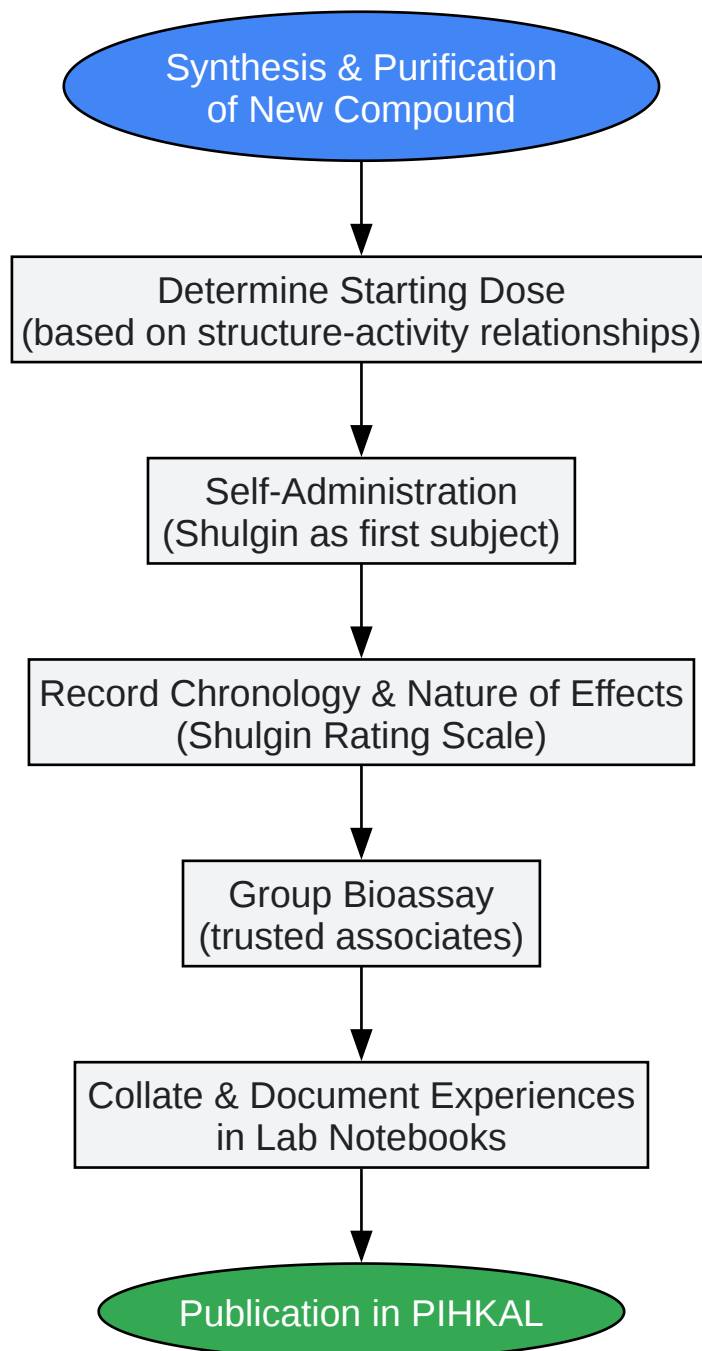 Synthesis & Purification
of New Compound
Determine Starting Dose
(based on structure-activity relationships)
Self-Administration
(Shulgin as first subject)
Record Chronology & Nature of Effects
(Shulgin Rating Scale)
Group Bioassay
(trusted associates)
Collate & Document Experiences
in Lab Notebooks
Publication in PIHKAL